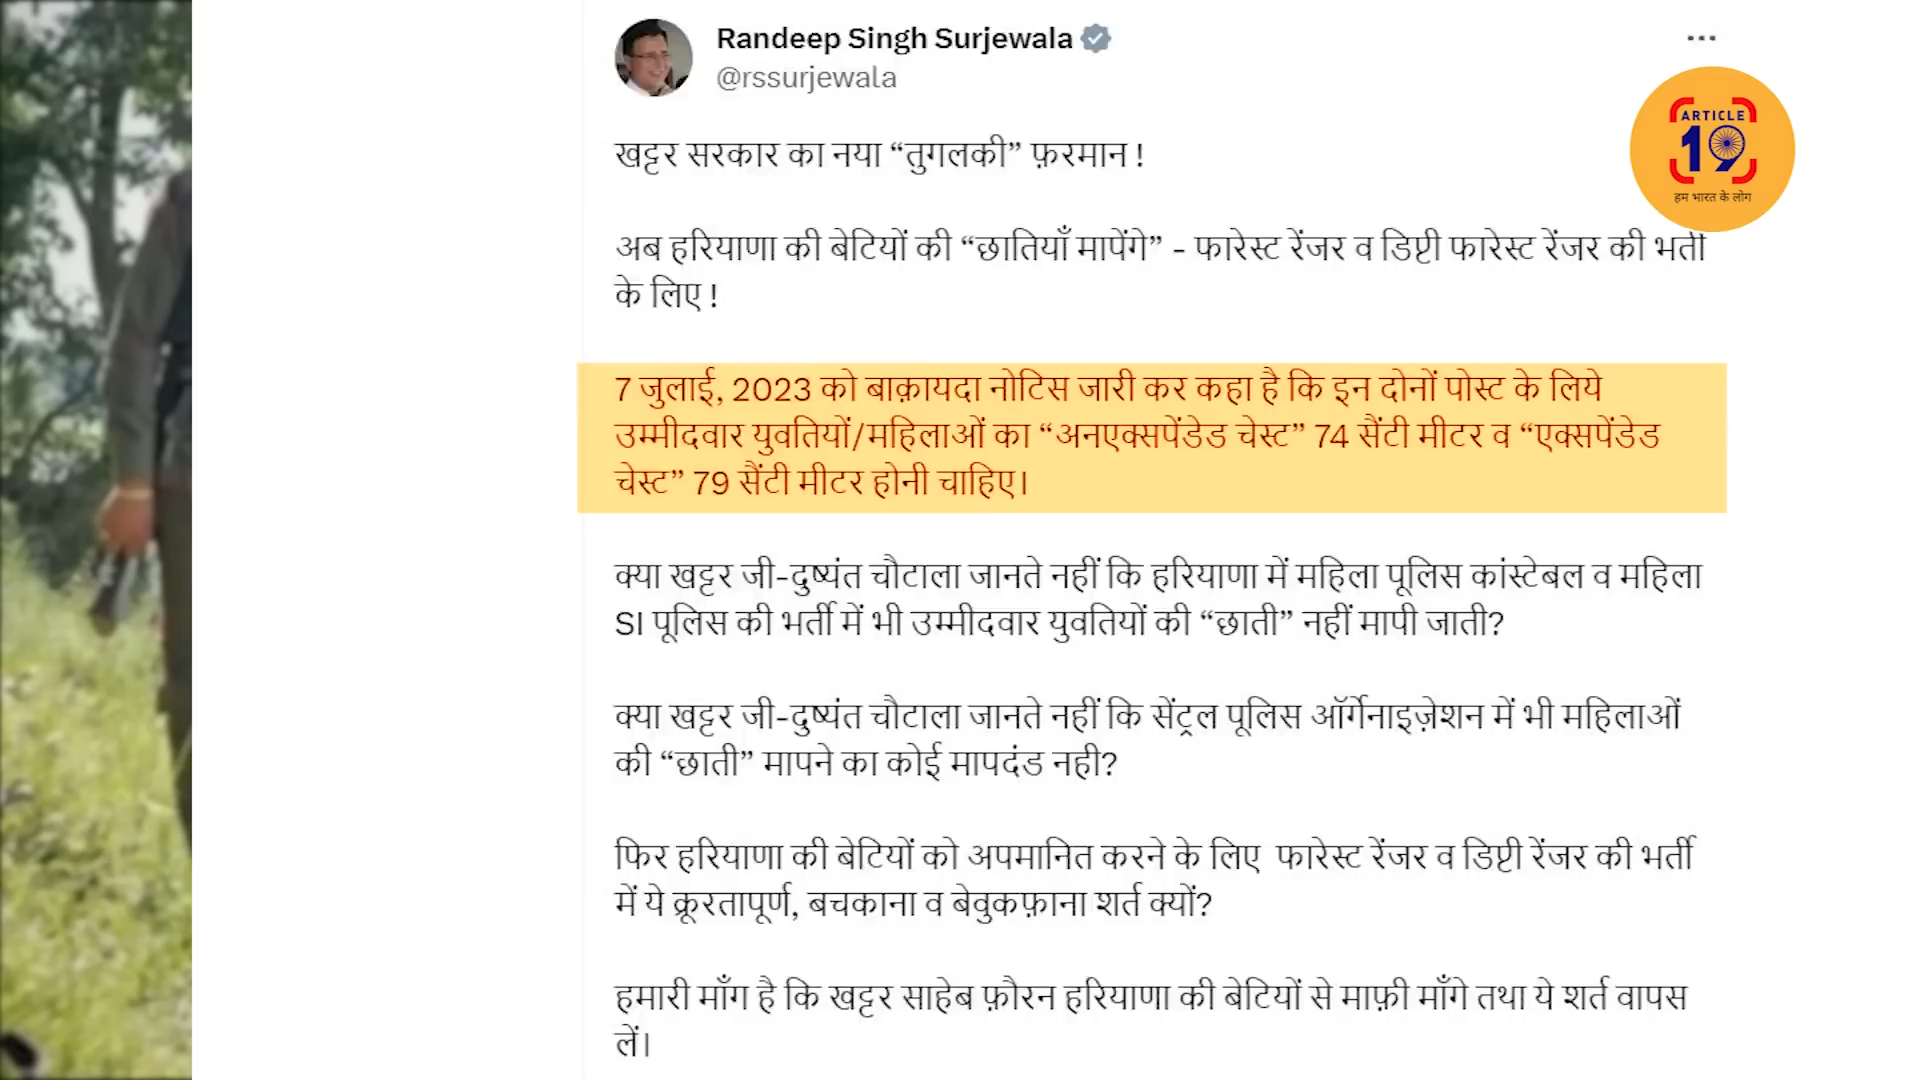 Randeep Singh Surjewala
@rssurjewala
ARTICLE
19
हम भारत के लोग
खट्टर सरकार का नया “तुगलकी” फ़रमान !
अब हरियाणा की बेटियों की “छातियाँ मापेंगे” - फारेस्ट रेंजर व डिप्टी फारेस्ट रेंजर की भर्ती
के लिए !
7 जुलाई, 2023 को बाक़ायदा नोटिस जारी कर कहा है कि इन दोनों पोस्ट के लिये
उम्मीदवार युवतियों/महिलाओं का “अनएक्सपेंडेड चेस्ट” 74 सैंटी मीटर व “एक्सपेंडेड
चेस्ट” 79 सैंटी मीटर होनी चाहिए।
क्या खट्टर जी-दुष्यंत चौटाला जानते नहीं कि हरियाणा में महिला पूलिस कांस्टेबल व महिला
SI पूलिस की भर्ती में भी उम्मीदवार युवतियों की “छाती” नहीं मापी जाती?
क्या खट्टर जी-दुष्यंत चौटाला जानते नहीं कि सेंट्रल पूलिस ऑर्गेनाइज़ेशन में भी महिलाओं
की “छाती” मापने का कोई मापदंड नही?
फिर हरियाणा की बेटियों को अपमानित करने के लिए फारेस्ट रेंजर व डिप्टी रेंजर की भर्ती
में ये क्रूरतापूर्ण, बचकाना व बेवुकफ़ाना शर्त क्यों?
हमारी माँग है कि खट्टर साहेब फ़ौरन हरियाणा की बेटियों से माफ़ी माँगे तथा ये शर्त वापस
लें।